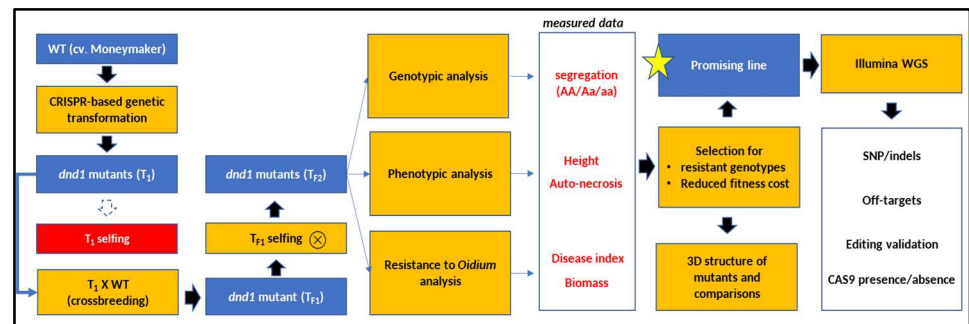 WT (cv. Moneymaker)
CRISPR-based genetic
transformation
dnd1 mutants (T1)
T1 selfing
T1 X WT
(crossbreeding)
dnd1 mutants (TF2)
TF1 selfing ⊗
dnd1 mutant (TF1)
Genotypic analysis
Phenotypic analysis
Resistance to Oidium
analysis
measured data
segregation
(AA/Aa/aa)
Height
Auto-necrosis
Disease index
Biomass
Promising line
Selection for
• resistant genotypes
• Reduced fitness cost
3D structure of
mutants and
comparisons
Illumina WGS
SNP/indels
Off-targets
Editing validation
CAS9 presence/absence